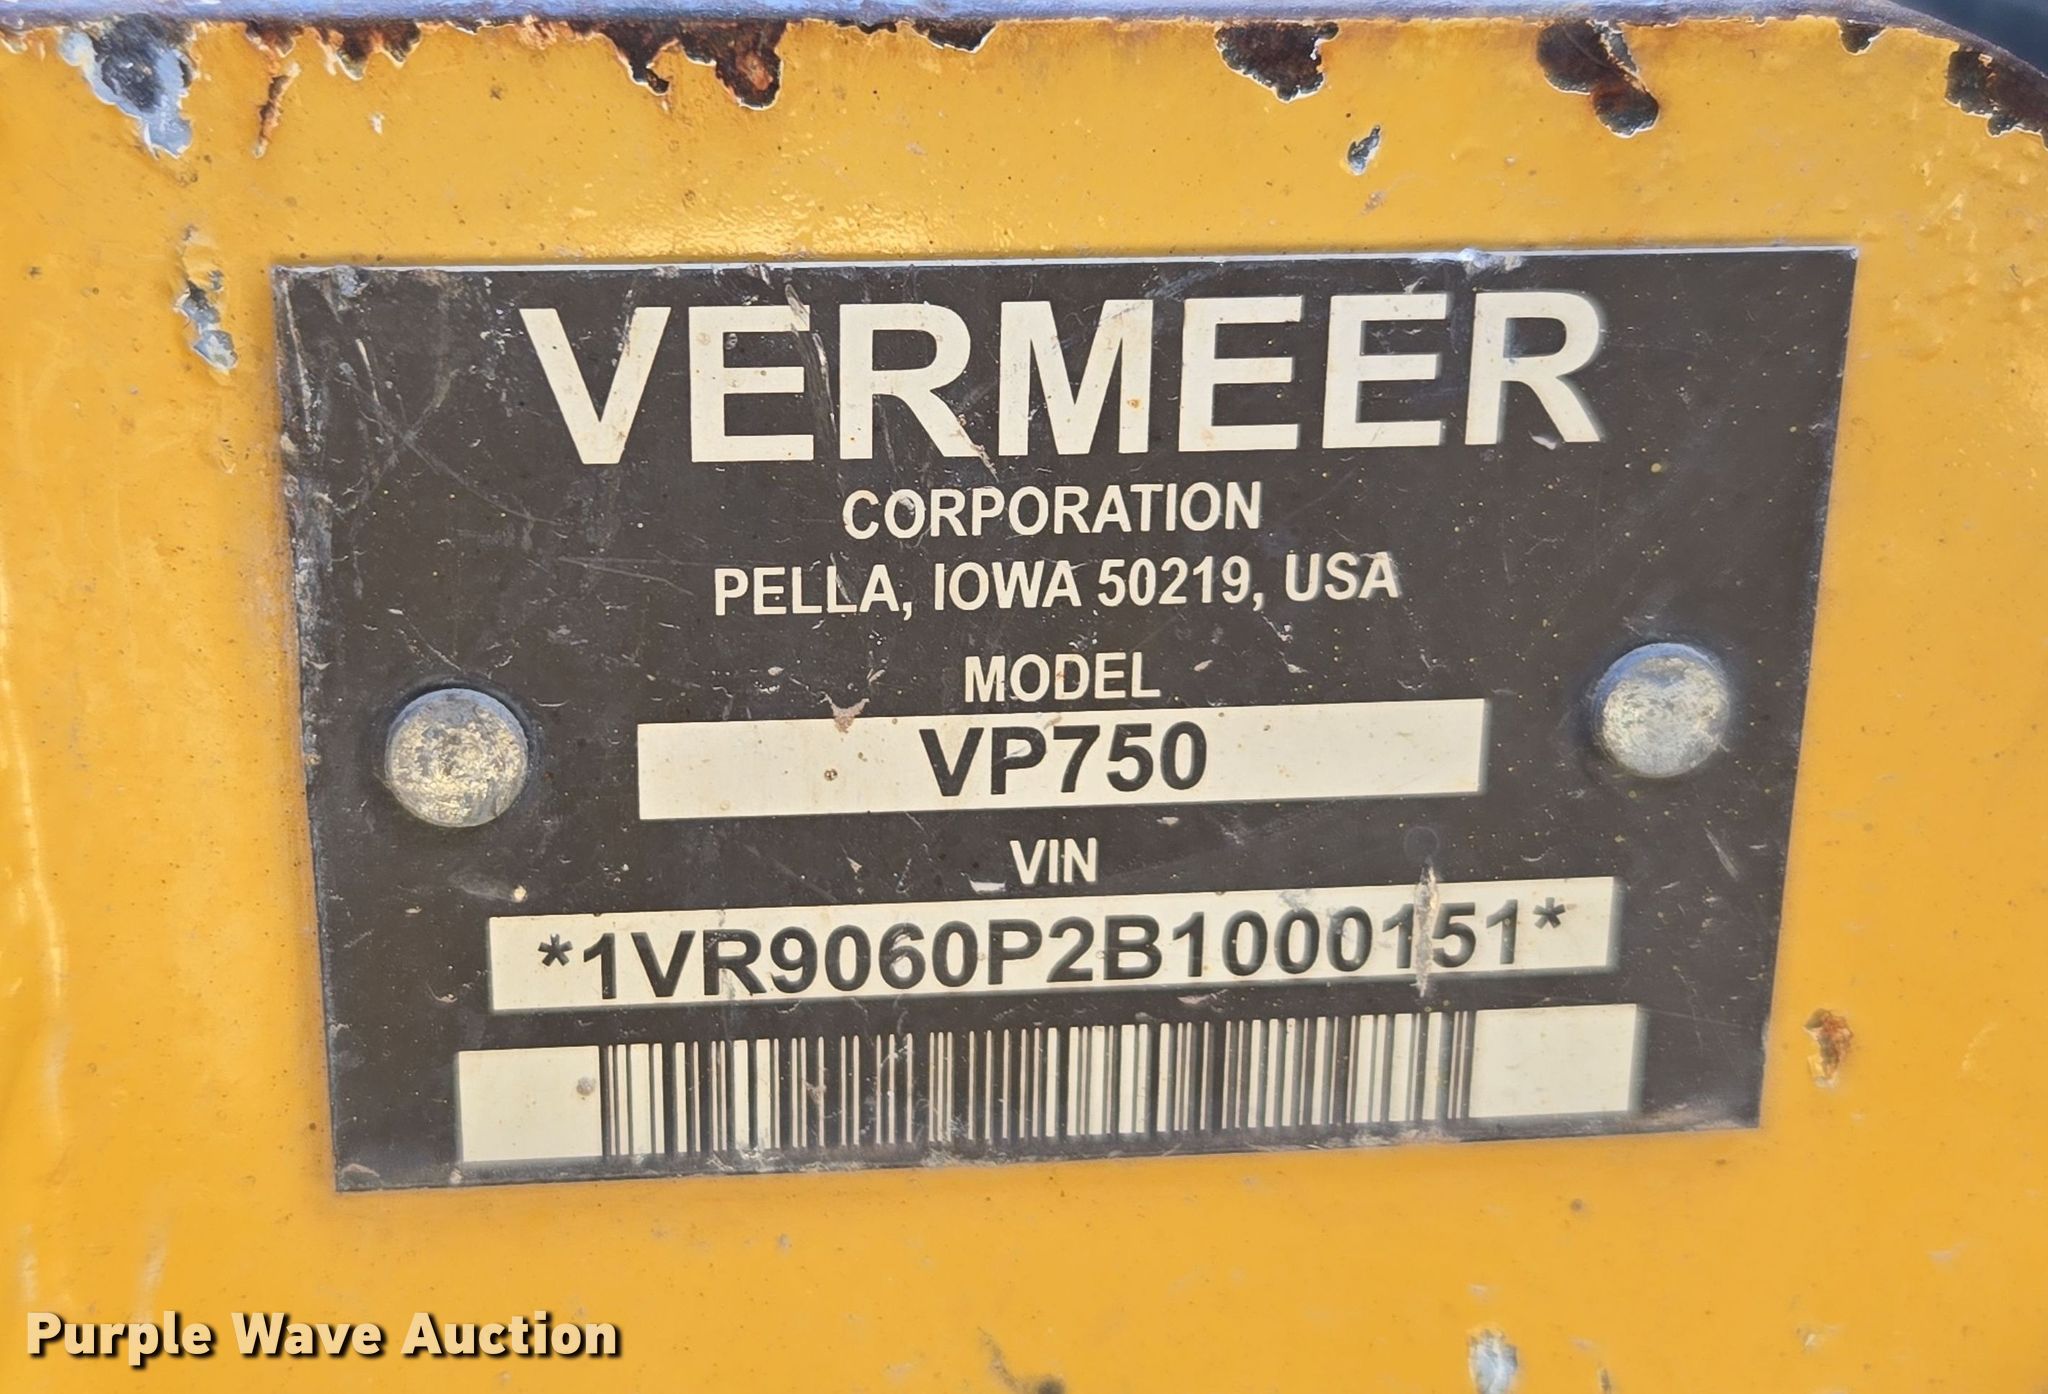 VERMEER
CORPORATION
PELLA, IOWA 50219, USA
MODEL
VP750
VIN
*1VR9060P2B1000151*
Purple Wave Auction